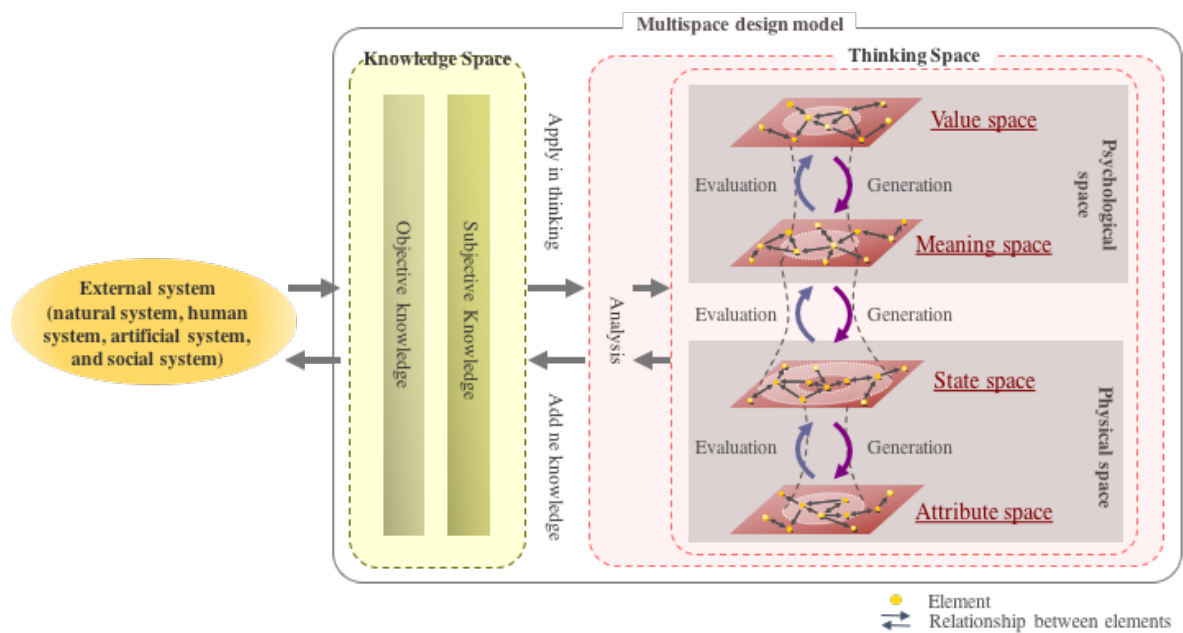 Multispace design model
Knowledge Space
Thinking Space
Objective knowledge
Subjective Knowledge
Apply in thinking
Add ne knowledge
Analysis
External system
(natural system, human
system, artificial system,
and social system)
Value space
Evaluation
Generation
Meaning space
Psychological
space
Evaluation
Generation
State space
Evaluation
Generation
Attribute space
Physical space
Element
Relationship between elements